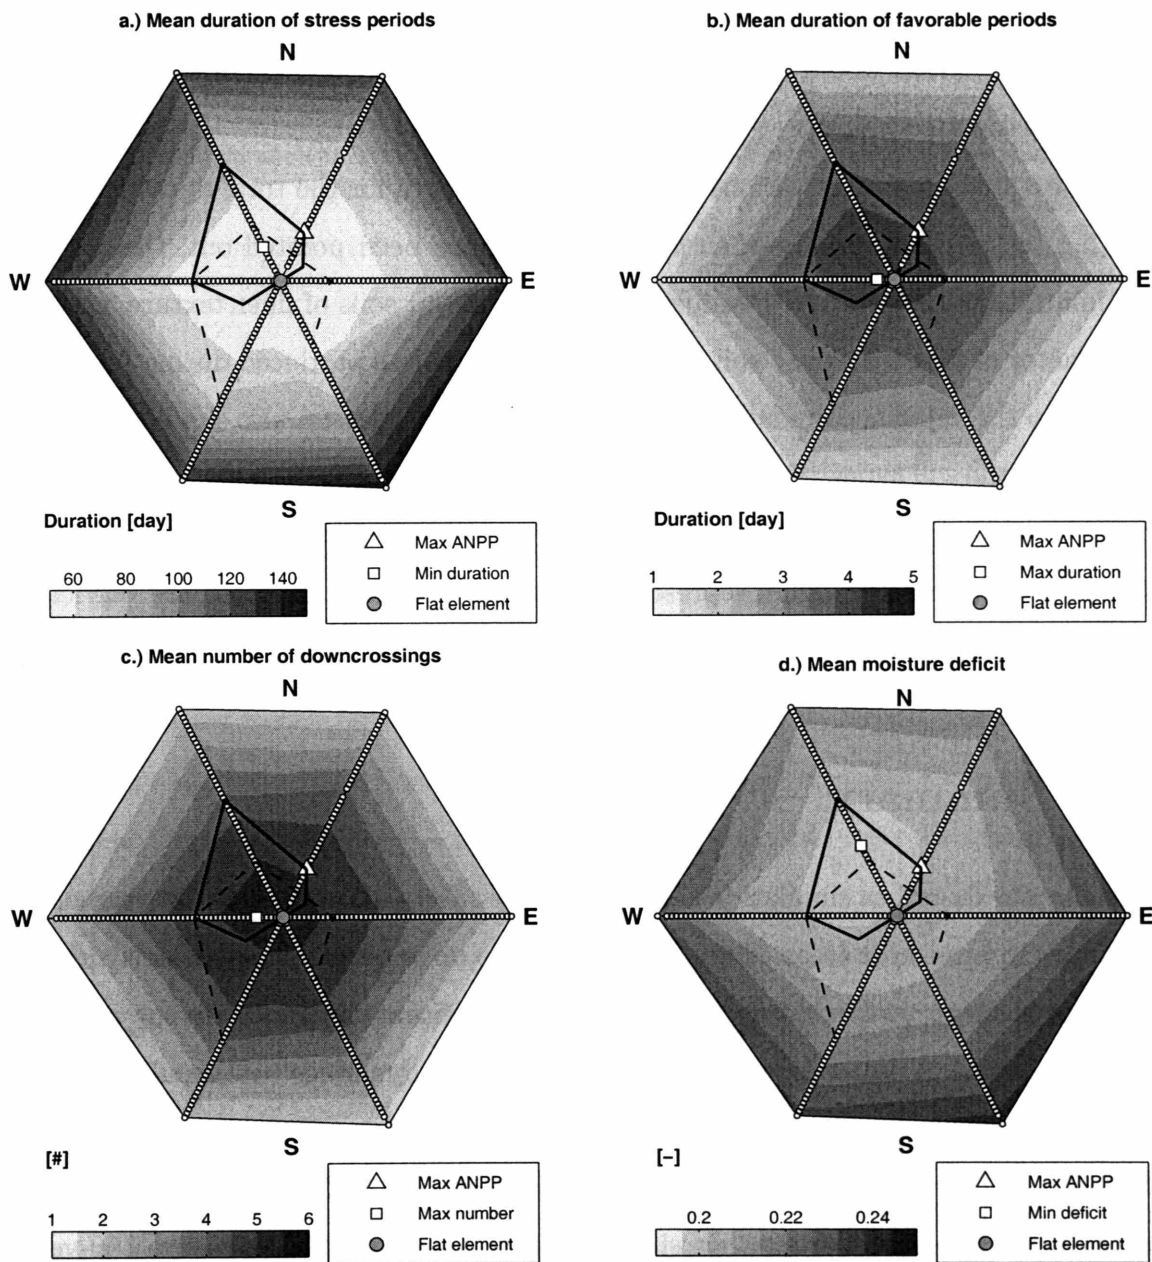 a.) Mean duration of stress periods
N
W
E
S
Duration [day]
60 80 100 120 140
Max ANPP
Min duration
Flat element
b.) Mean duration of favorable periods
N
W
E
S
Duration [day]
1 2 3 4 5
Max ANPP
Max duration
Flat element
c.) Mean number of downcrossings
N
W
E
S
[#]
1 2 3 4 5 6
Max ANPP
Max number
Flat element
d.) Mean moisture deficit
N
W
E
S
[–]
0.2 0.22 0.24
Max ANPP
Min deficit
Flat element